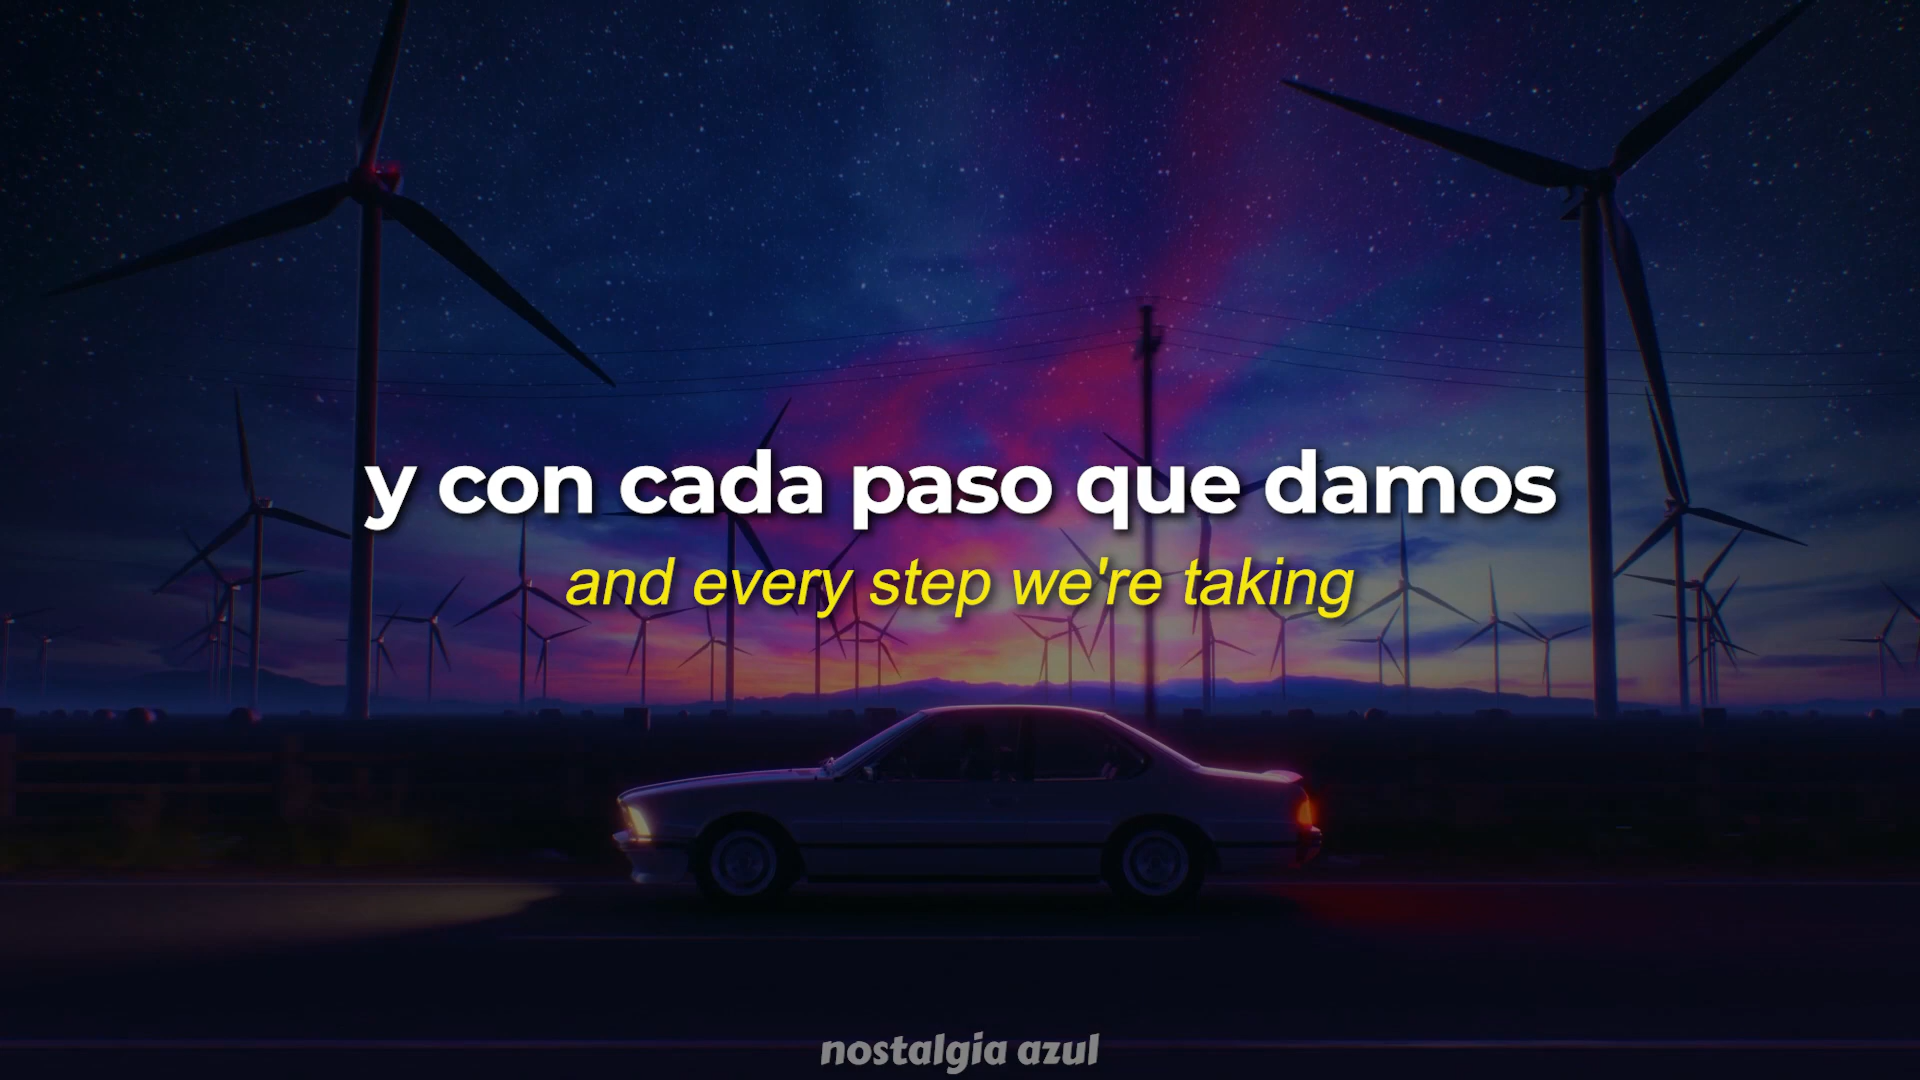 y con cada paso que damos
and every step we're taking
nostalgia azul